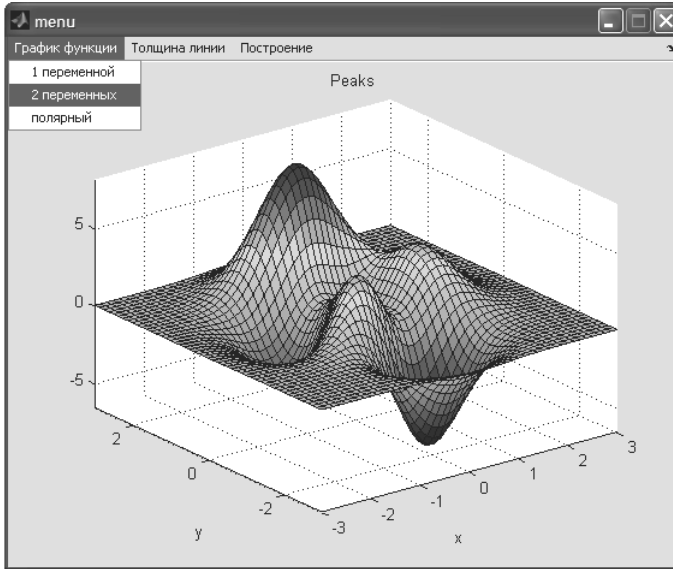 menu
График функции Толщина линии Построение
1 переменной
2 переменных
полярный
Peaks
5
0
-5
2
0
-2
y
-3
-2
-1
0
1
2
3
x